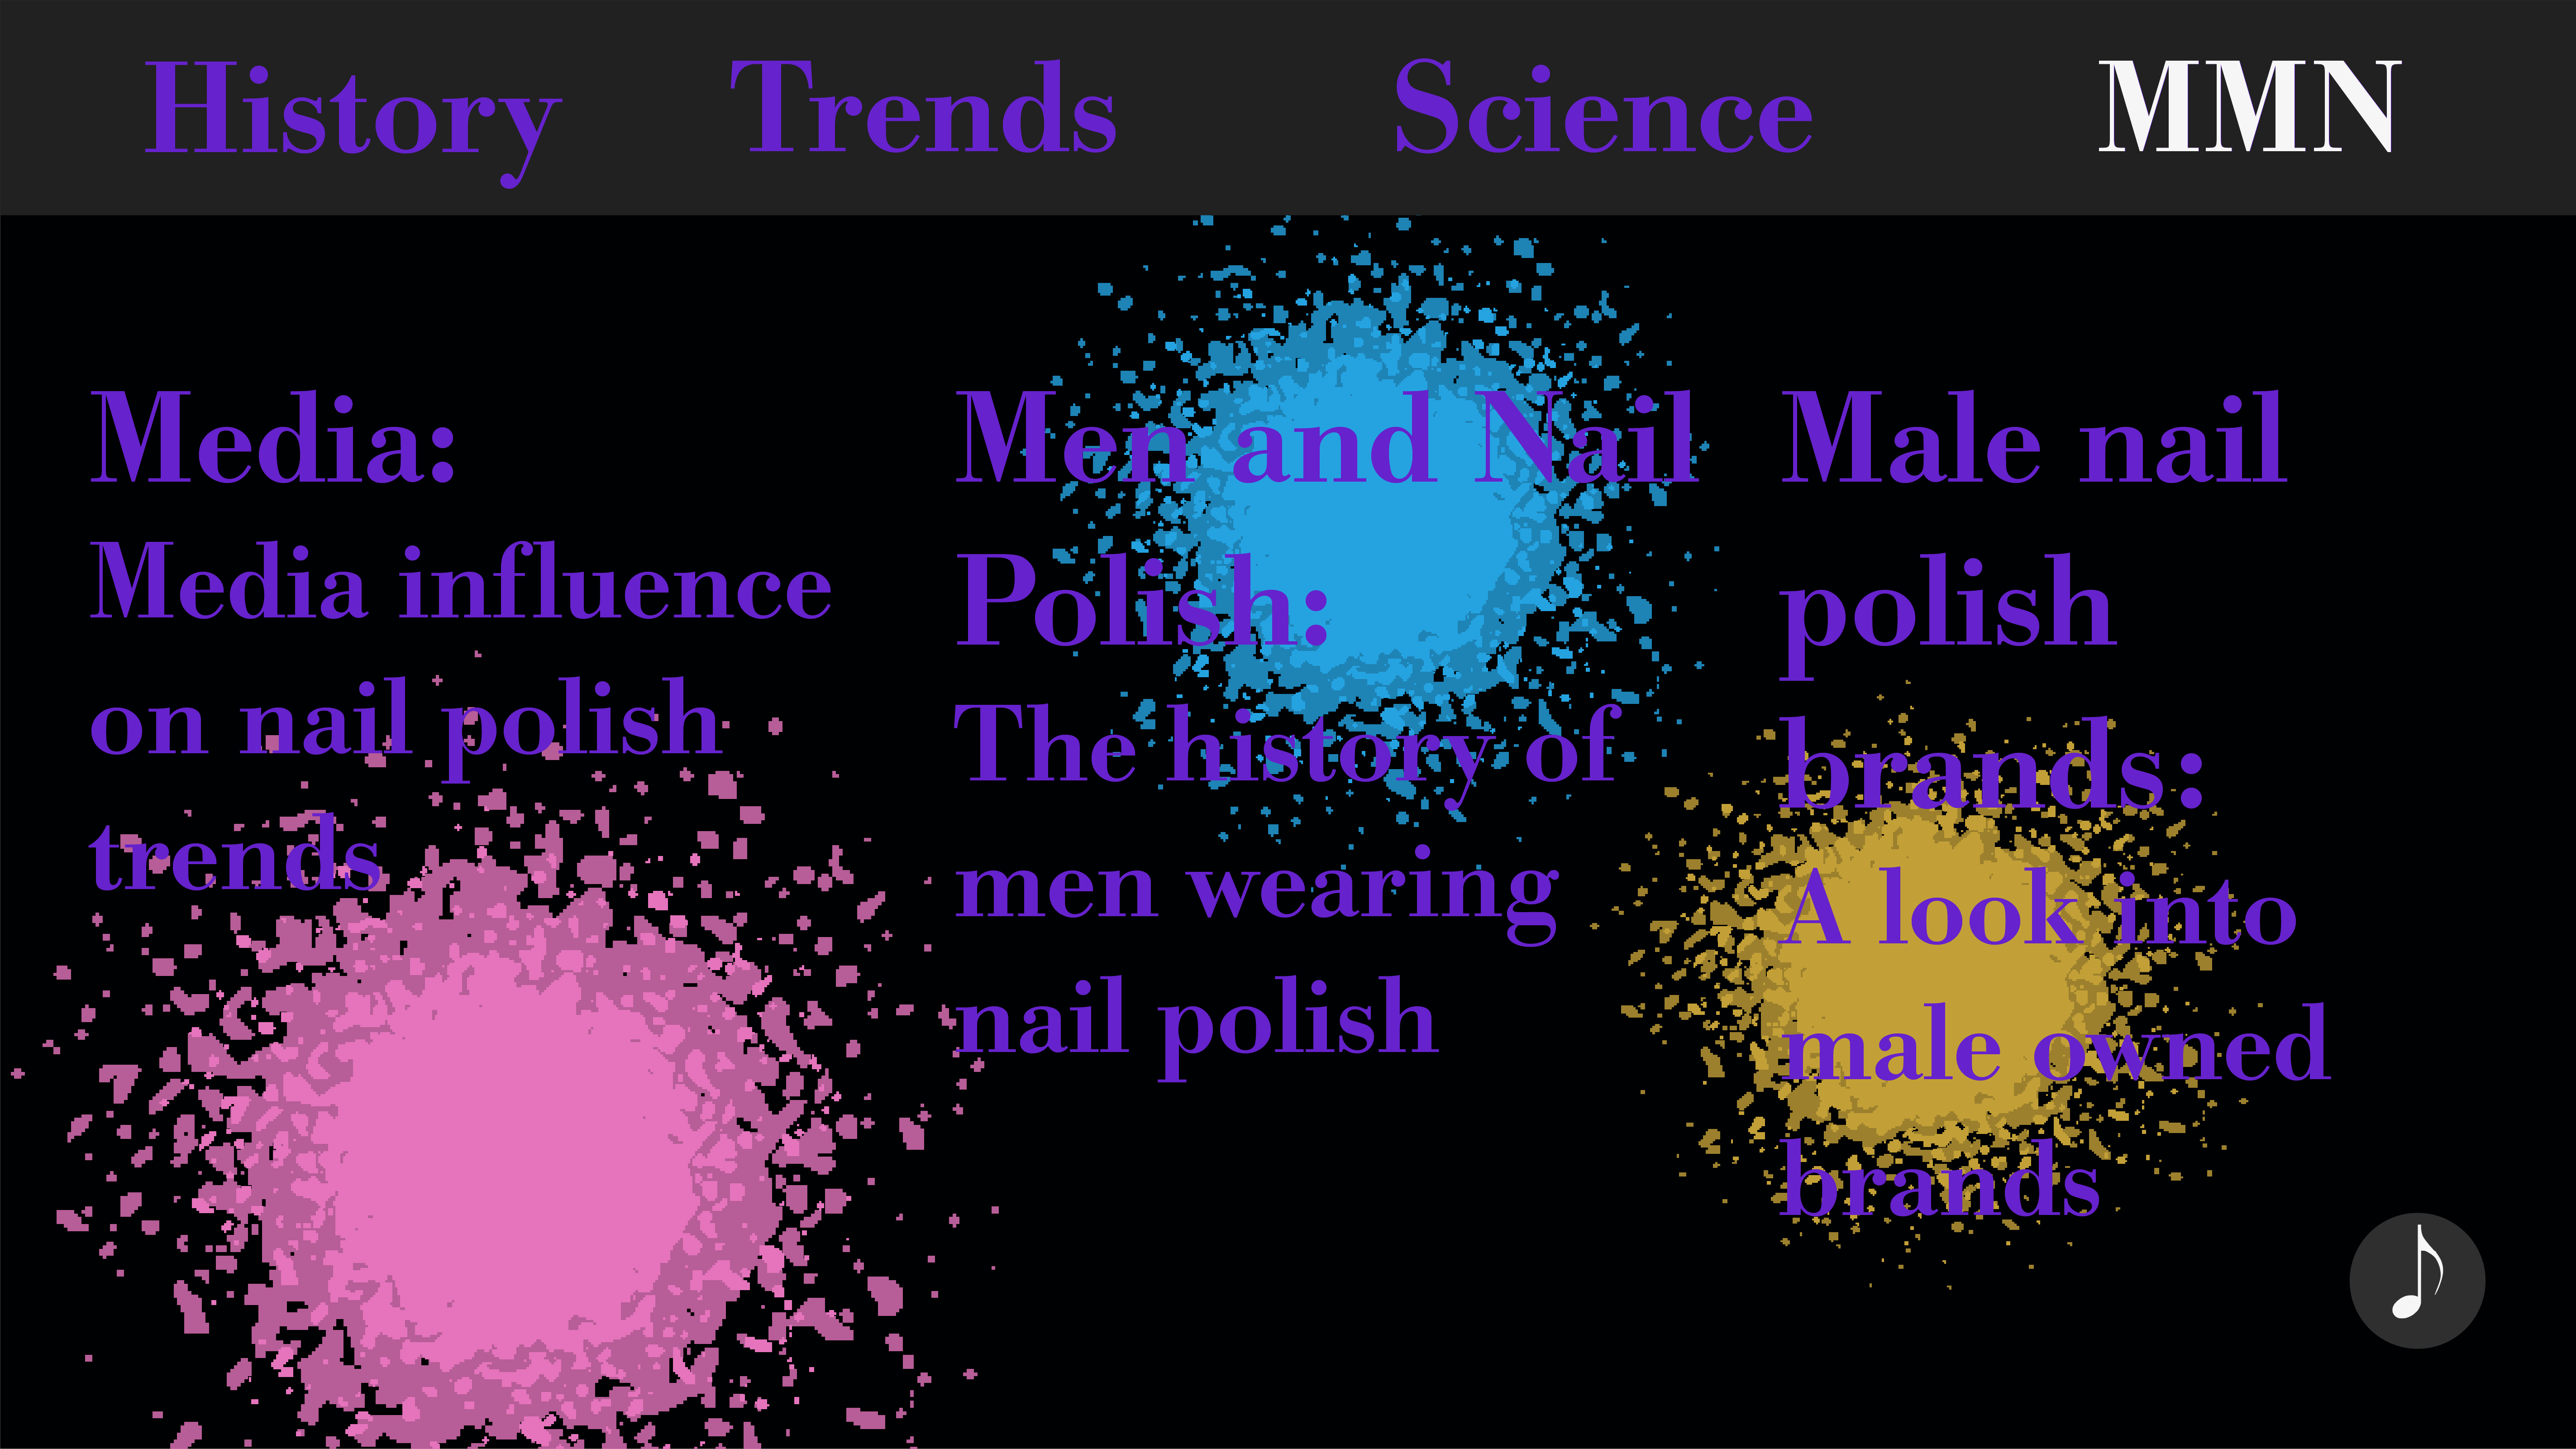 History Trends Science MMN
Media:
Media influence
on nail polish
trends
Men and Nail
Polish:
The history of
men wearing
nail polish
Male nail
polish
brands:
A look into
male owned
brands